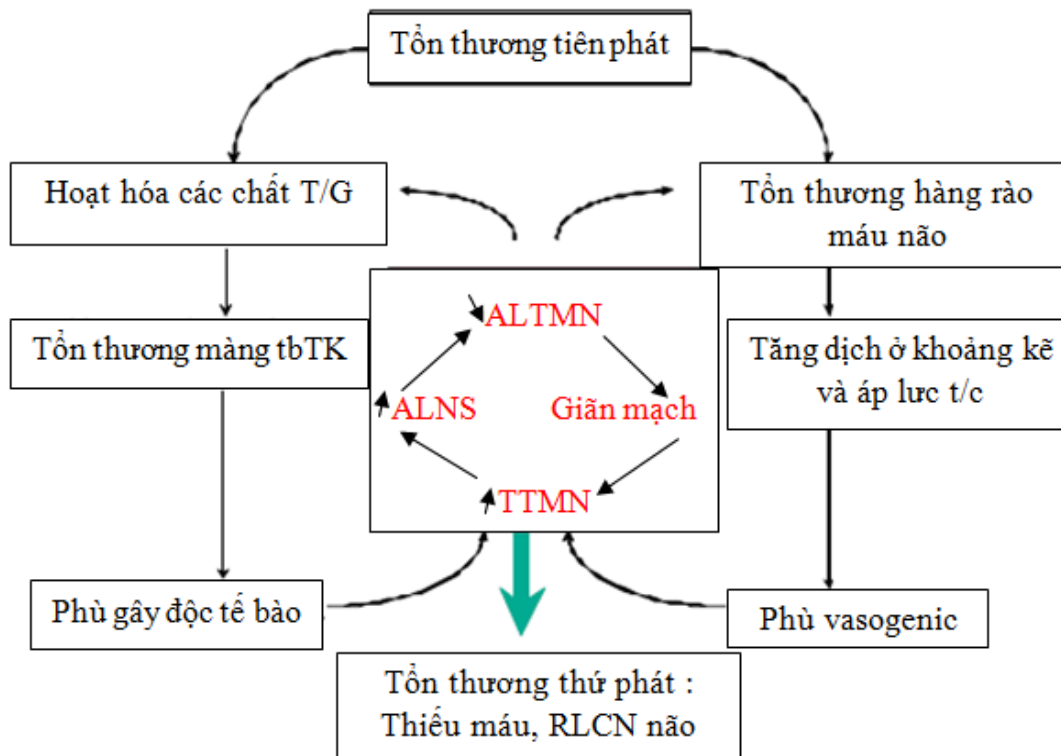 Tổn thương tiên phát
Hoạt hóa các chất T/G
Tổn thương hàng rào
máu não
ALTMN
Tổn thương màng tbTK
Tăng dịch ở khoảng kẽ
và áp lực t/c
ALNS
Giãn mạch
TTMN
Phù gây độc tế bào
Phù vasogenic
Tổn thương thứ phát :
Thiếu máu, RLCN não